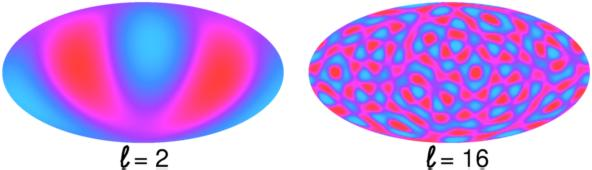 ℓ = 2
ℓ = 16